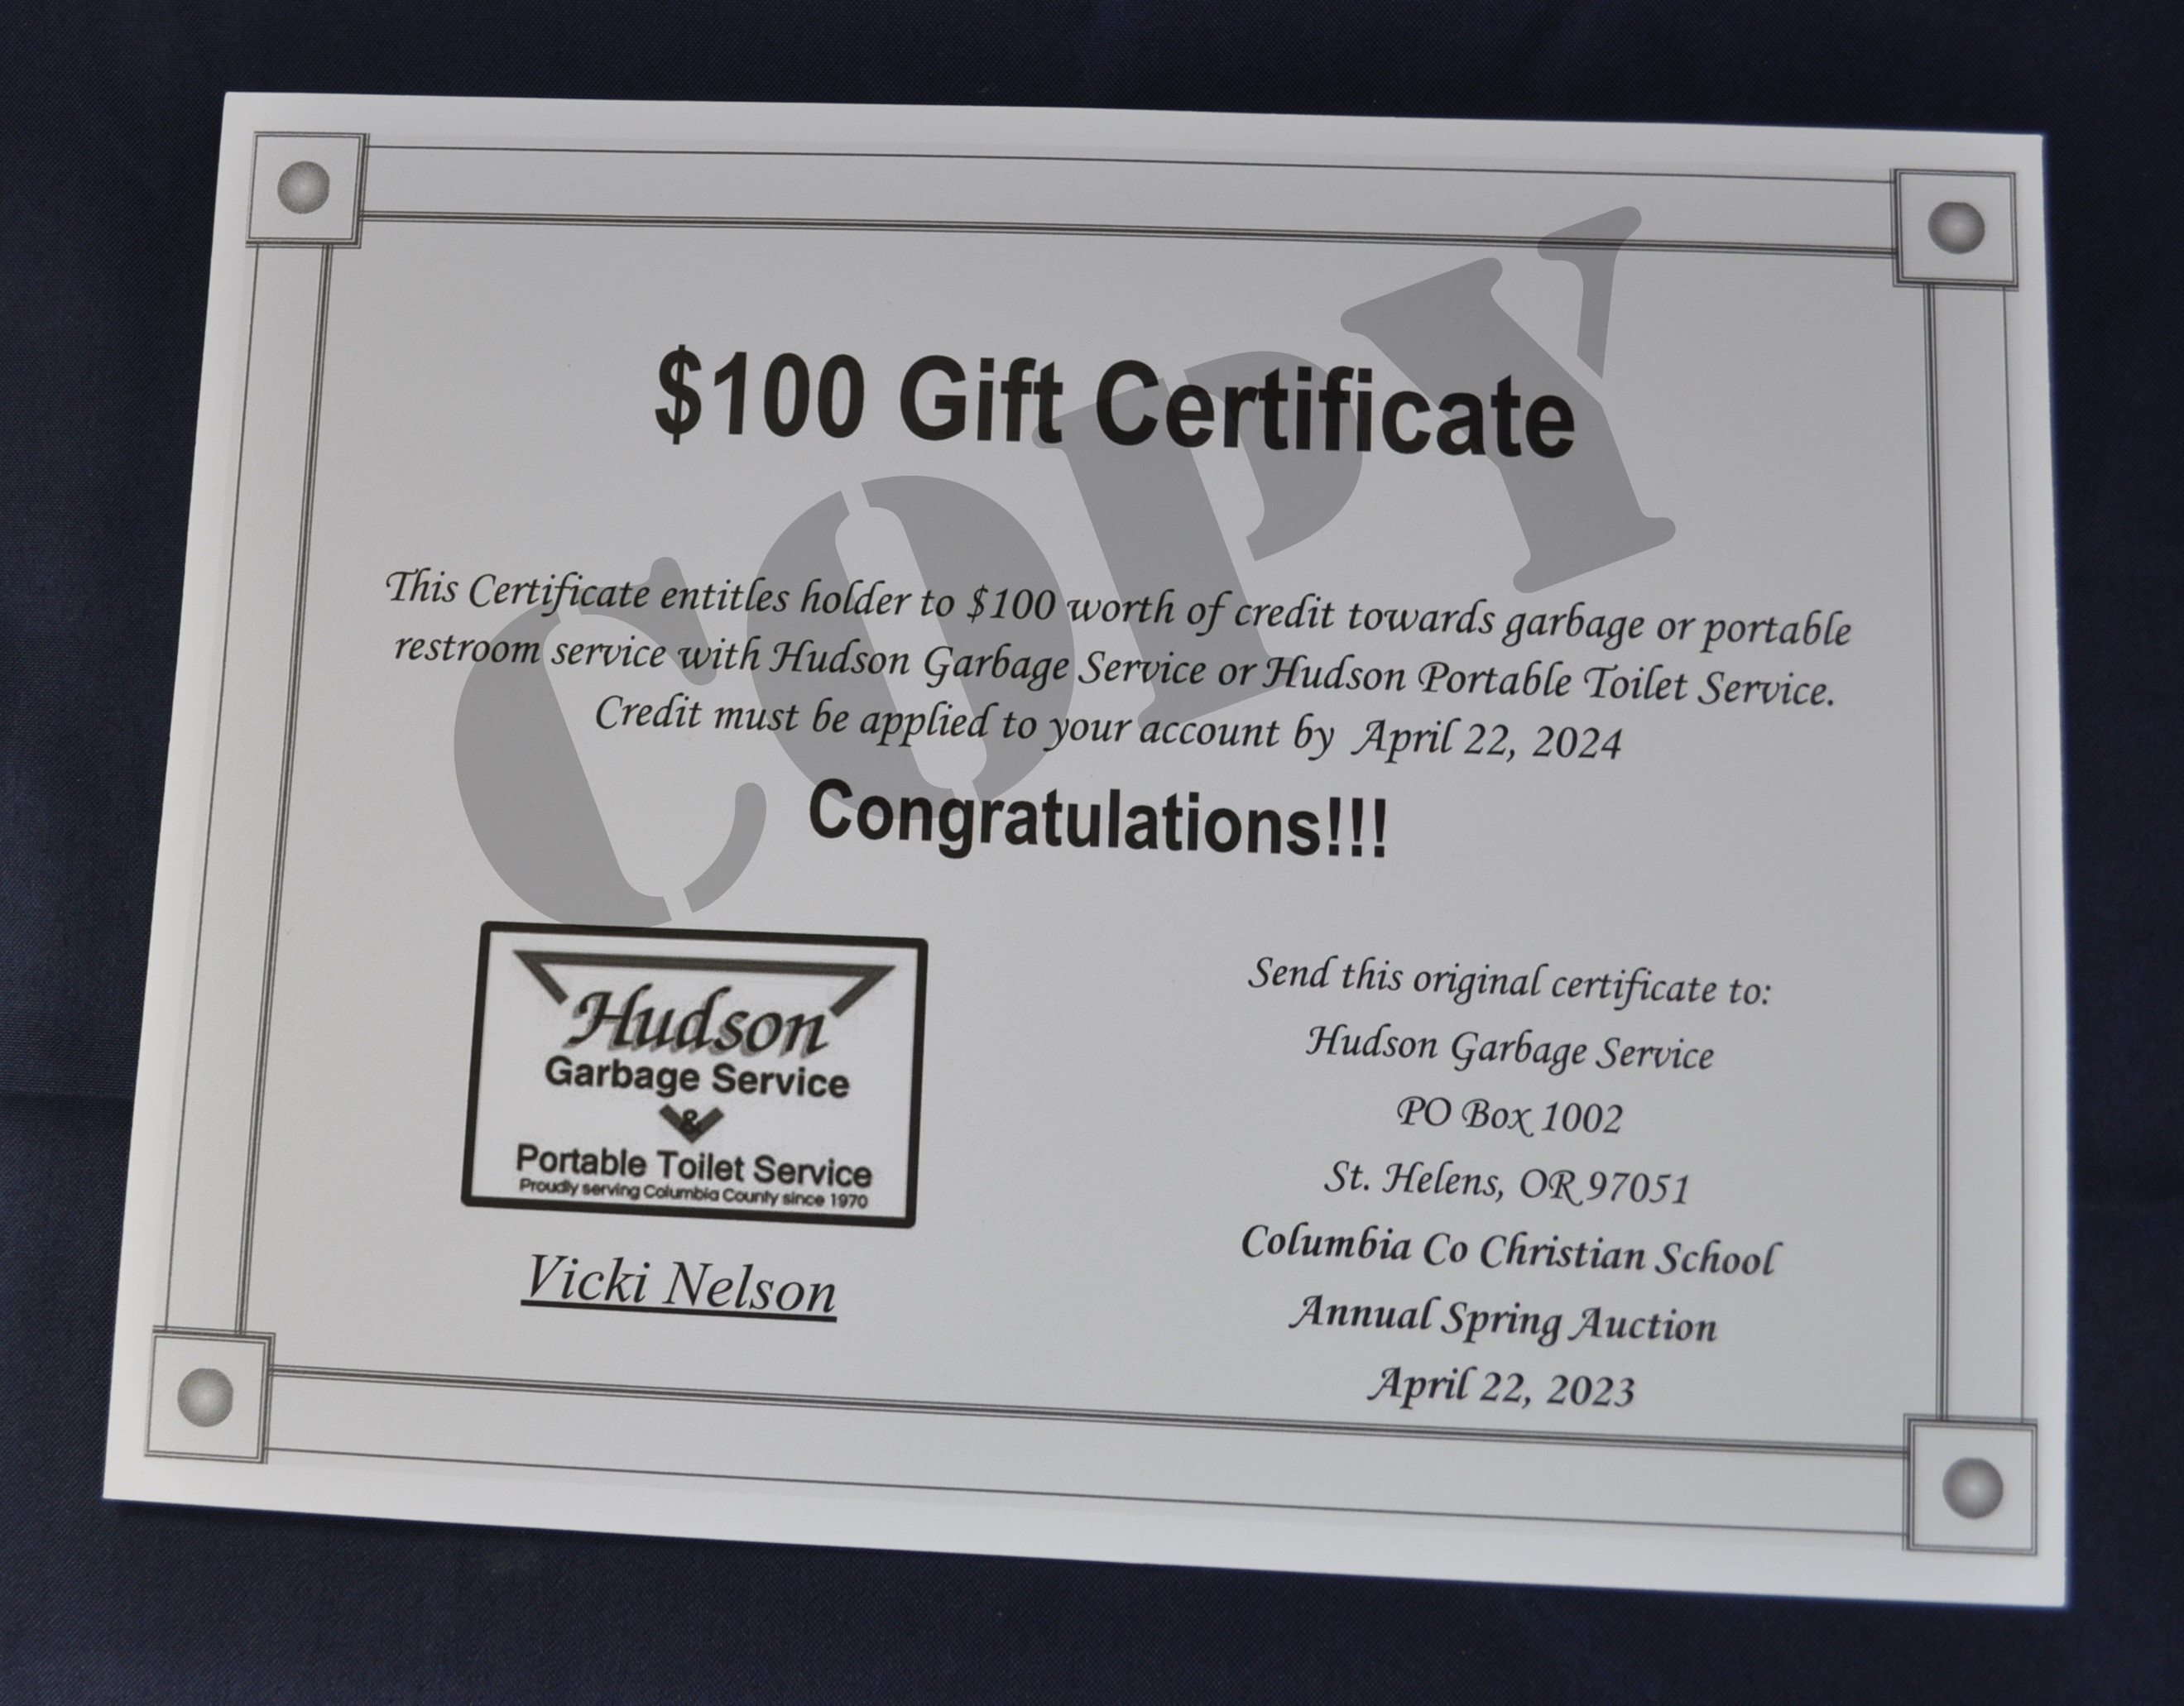 COPY
$100 Gift Certificate
This Certificate entitles holder to $100 worth of credit towards garbage or portable
restroom service with Hudson Garbage Service or Hudson Portable Toilet Service.
Credit must be applied to your account by April 22, 2024
Congratulations!!!
Hudson
Garbage Service
&
Portable Toilet Service
Proudly serving Columbia County since 1970
Vicki Nelson
Send this original certificate to:
Hudson Garbage Service
PO Box 1002
St. Helens, OR 97051
Columbia Co Christian School
Annual Spring Auction
April 22, 2023